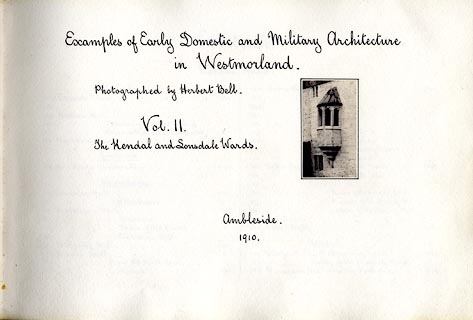 Examples of Early Domestic and Military Architecture
in Westmorland.
Photographed by Herbert Bell.
Vol. II.
The Kendal and Lonsdale Wards.
Ambleside.
1910.